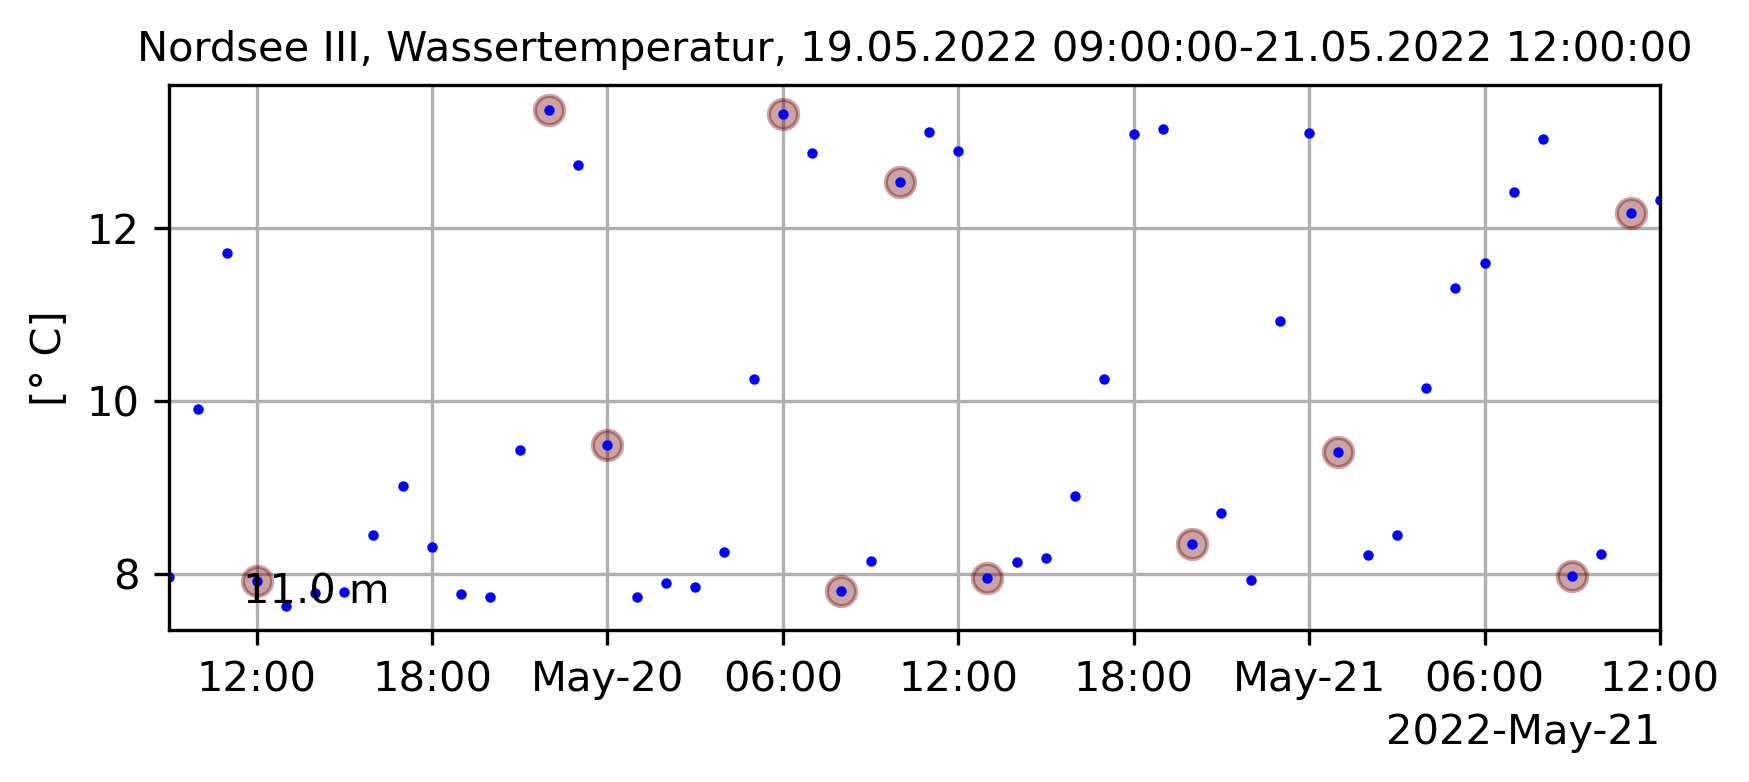 Nordsee III, Wassertemperatur, 19.05.2022 09:00:00-21.05.2022 12:00:00
[° C]
12
10
8
11.0 m
12:00 18:00 May-20 06:00 12:00 18:00 May-21 06:00 12:00
2022-May-21